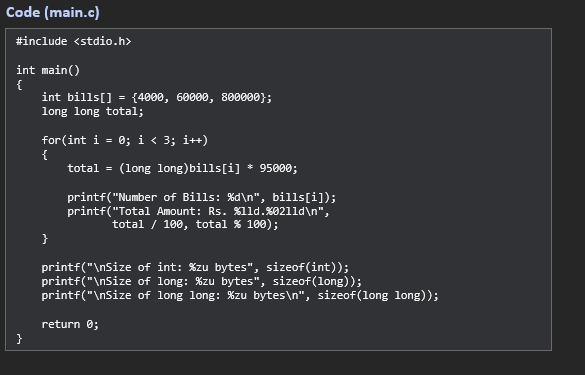 Code (main.c)
#include <stdio.h>
int main()
{
    int bills[] = {4000, 60000, 800000};
    long long total;
    for(int i = 0; i < 3; i++)
    {
        total = (long long)bills[i] * 95000;
        printf("Number of Bills: %d\n", bills[i]);
        printf("Total Amount: Rs. %lld.%02lld\n",
               total / 100, total % 100);
    }
    printf("\nSize of int: %zu bytes", sizeof(int));
    printf("\nSize of long: %zu bytes", sizeof(long));
    printf("\nSize of long long: %zu bytes\n", sizeof(long long));
    return 0;
}